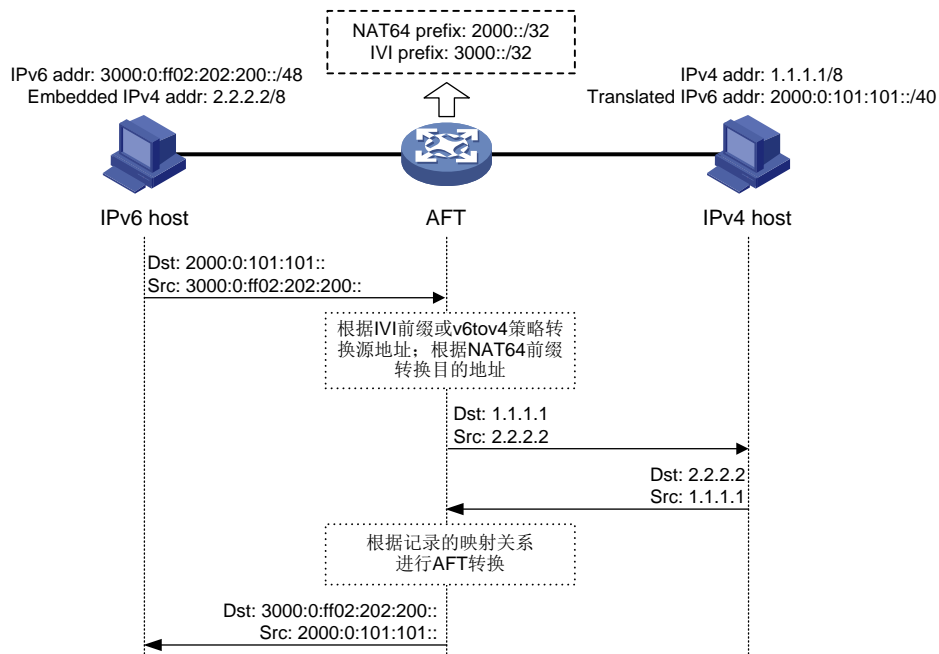 NAT64 prefix: 2000::/32
IVI prefix: 3000::/32
IPv6 addr: 3000:0:ff02:202:200::/48
Embedded IPv4 addr: 2.2.2.2/8
IPv4 addr: 1.1.1.1/8
Translated IPv6 addr: 2000:0:101:101::/40
IPv6 host
AFT
IPv4 host
Dst: 2000:0:101:101::
Src: 3000:0:ff02:202:200::
根据IVI前缀或v6tov4策略转
换源地址；根据NAT64前缀
转换目的地址
Dst: 1.1.1.1
Src: 2.2.2.2
Dst: 2.2.2.2
Src: 1.1.1.1
根据记录的映射关系
进行AFT转换
Dst: 3000:0:ff02:202:200::
Src: 2000:0:101:101::